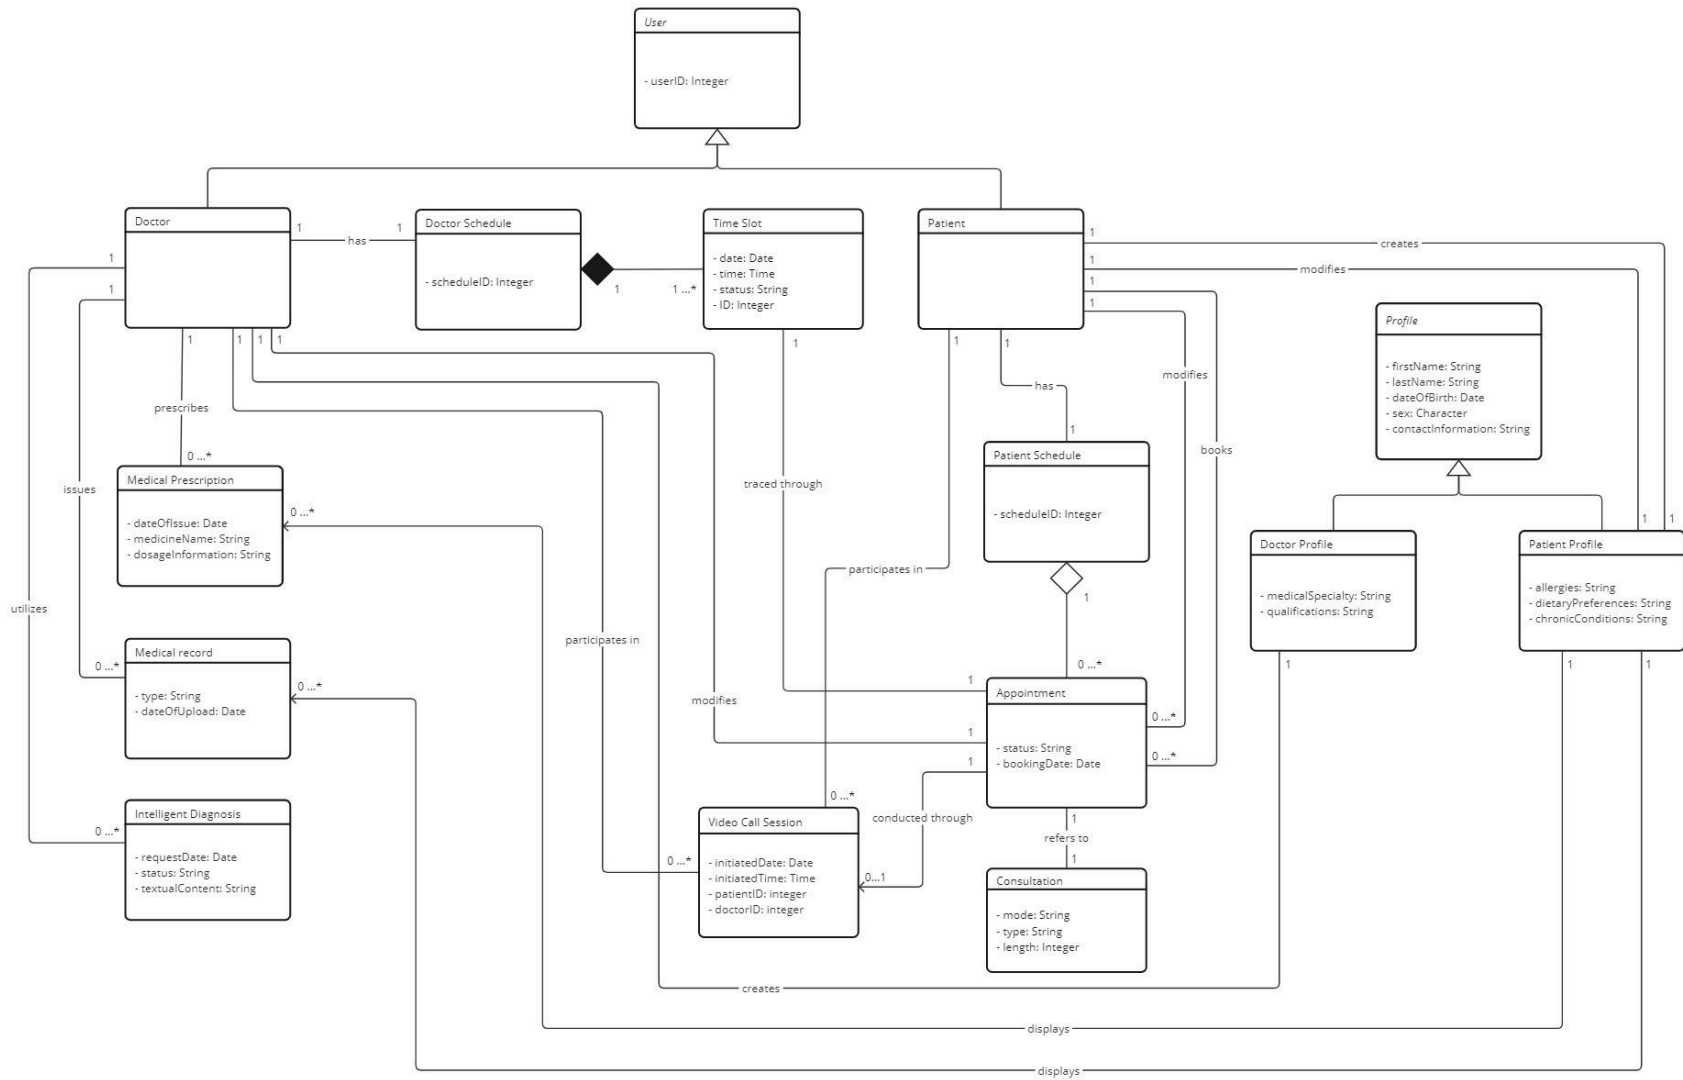 User
- userID: Integer
Doctor
1
has
1
Doctor Schedule
- scheduleID: Integer
1
1 ...*
Time Slot
- date: Date
- time: Time
- status: String
- ID: Integer
Patient
1
creates
1
modifies
1
1
1
1
1
1
1
1
1
1
1
1
Profile
- firstName: String
- lastName: String
- dateOfBirth: Date
- sex: Character
- contactInformation: String
prescribes
has
modifies
books
0 ...*
1
Medical Prescription
- dateOfIssue: Date
- medicineName: String
- dosageInformation: String
0 ...*
issues
traced through
Patient Schedule
- scheduleID: Integer
1
1
1
Doctor Profile
- medicalSpecialty: String
- qualifications: String
Patient Profile
- allergies: String
- dietaryPreferences: String
- chronicConditions: String
participates in
utilizes
participates in
0 ...*
Medical record
- type: String
- dateOfUpload: Date
0 ...*
0 ...*
1
1
1
1
modifies
1
Appointment
- status: String
- bookingDate: Date
0 ...*
0 ...*
1
1
Intelligent Diagnosis
- requestDate: Date
- status: String
- textualContent: String
0 ...*
0 ...*
Video Call Session
- initiatedDate: Date
- initiatedTime: Time
- patientID: integer
- doctorID: integer
0 ...*
conducted through
0...1
1
refers to
1
Consultation
- mode: String
- type: String
- length: Integer
creates
displays
displays